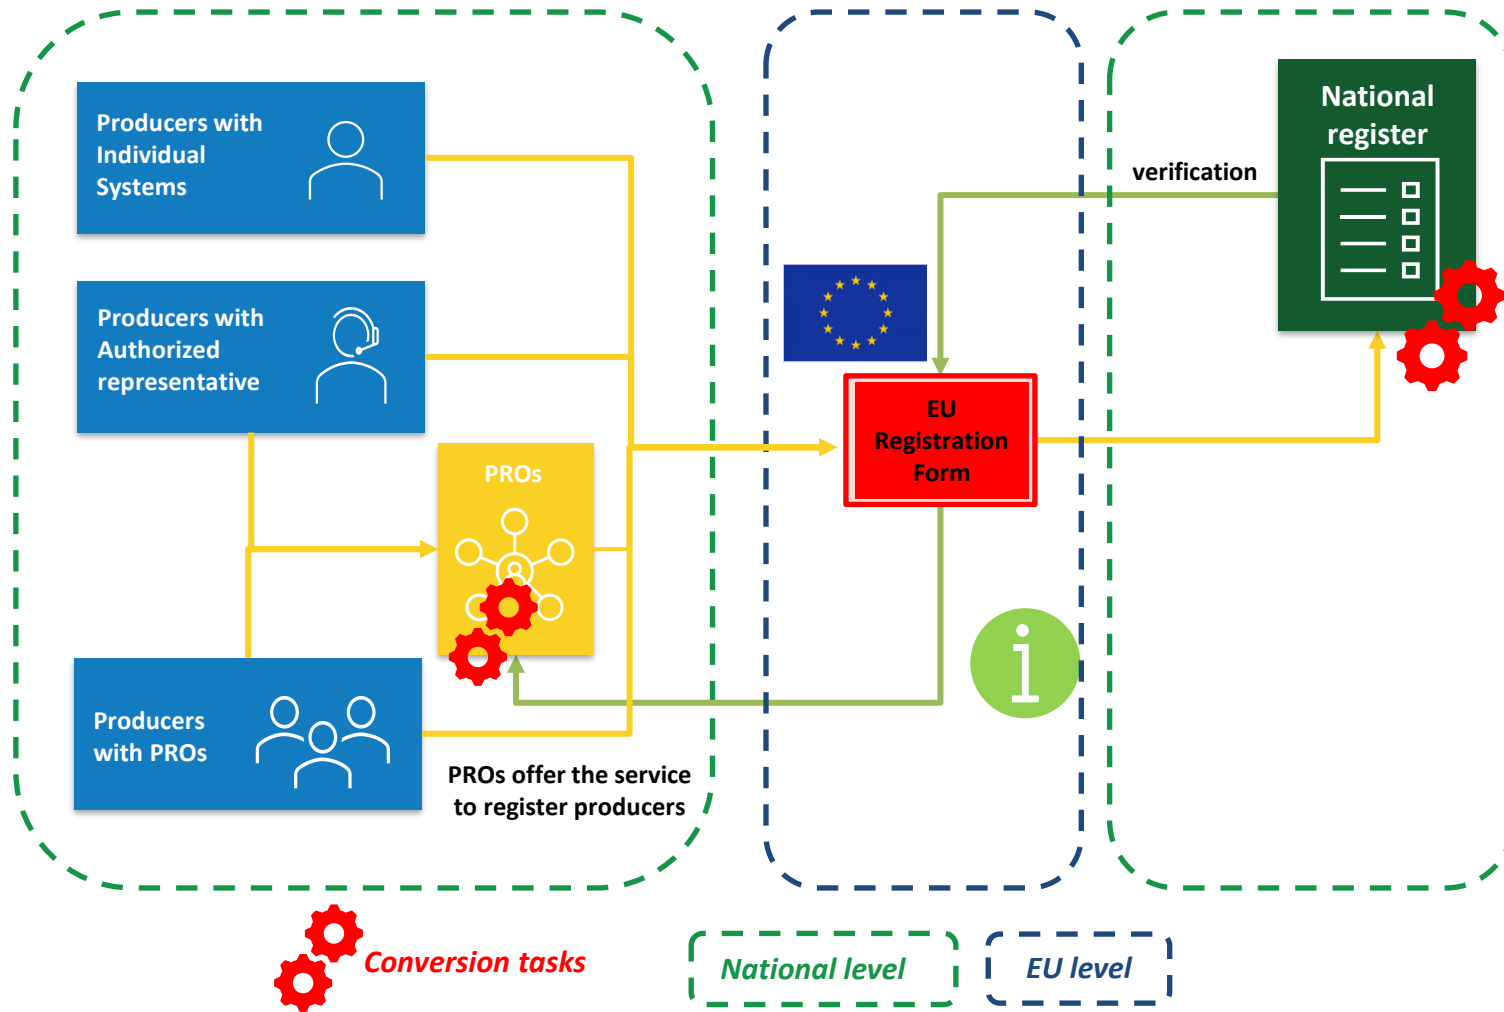 Producers with
Individual
Systems
Producers with
Authorized
representative
PROs
Producers
with PROs
PROs offer the service
to register producers
EU
Registration
Form
verification
National
register
Conversion tasks
National level
EU level